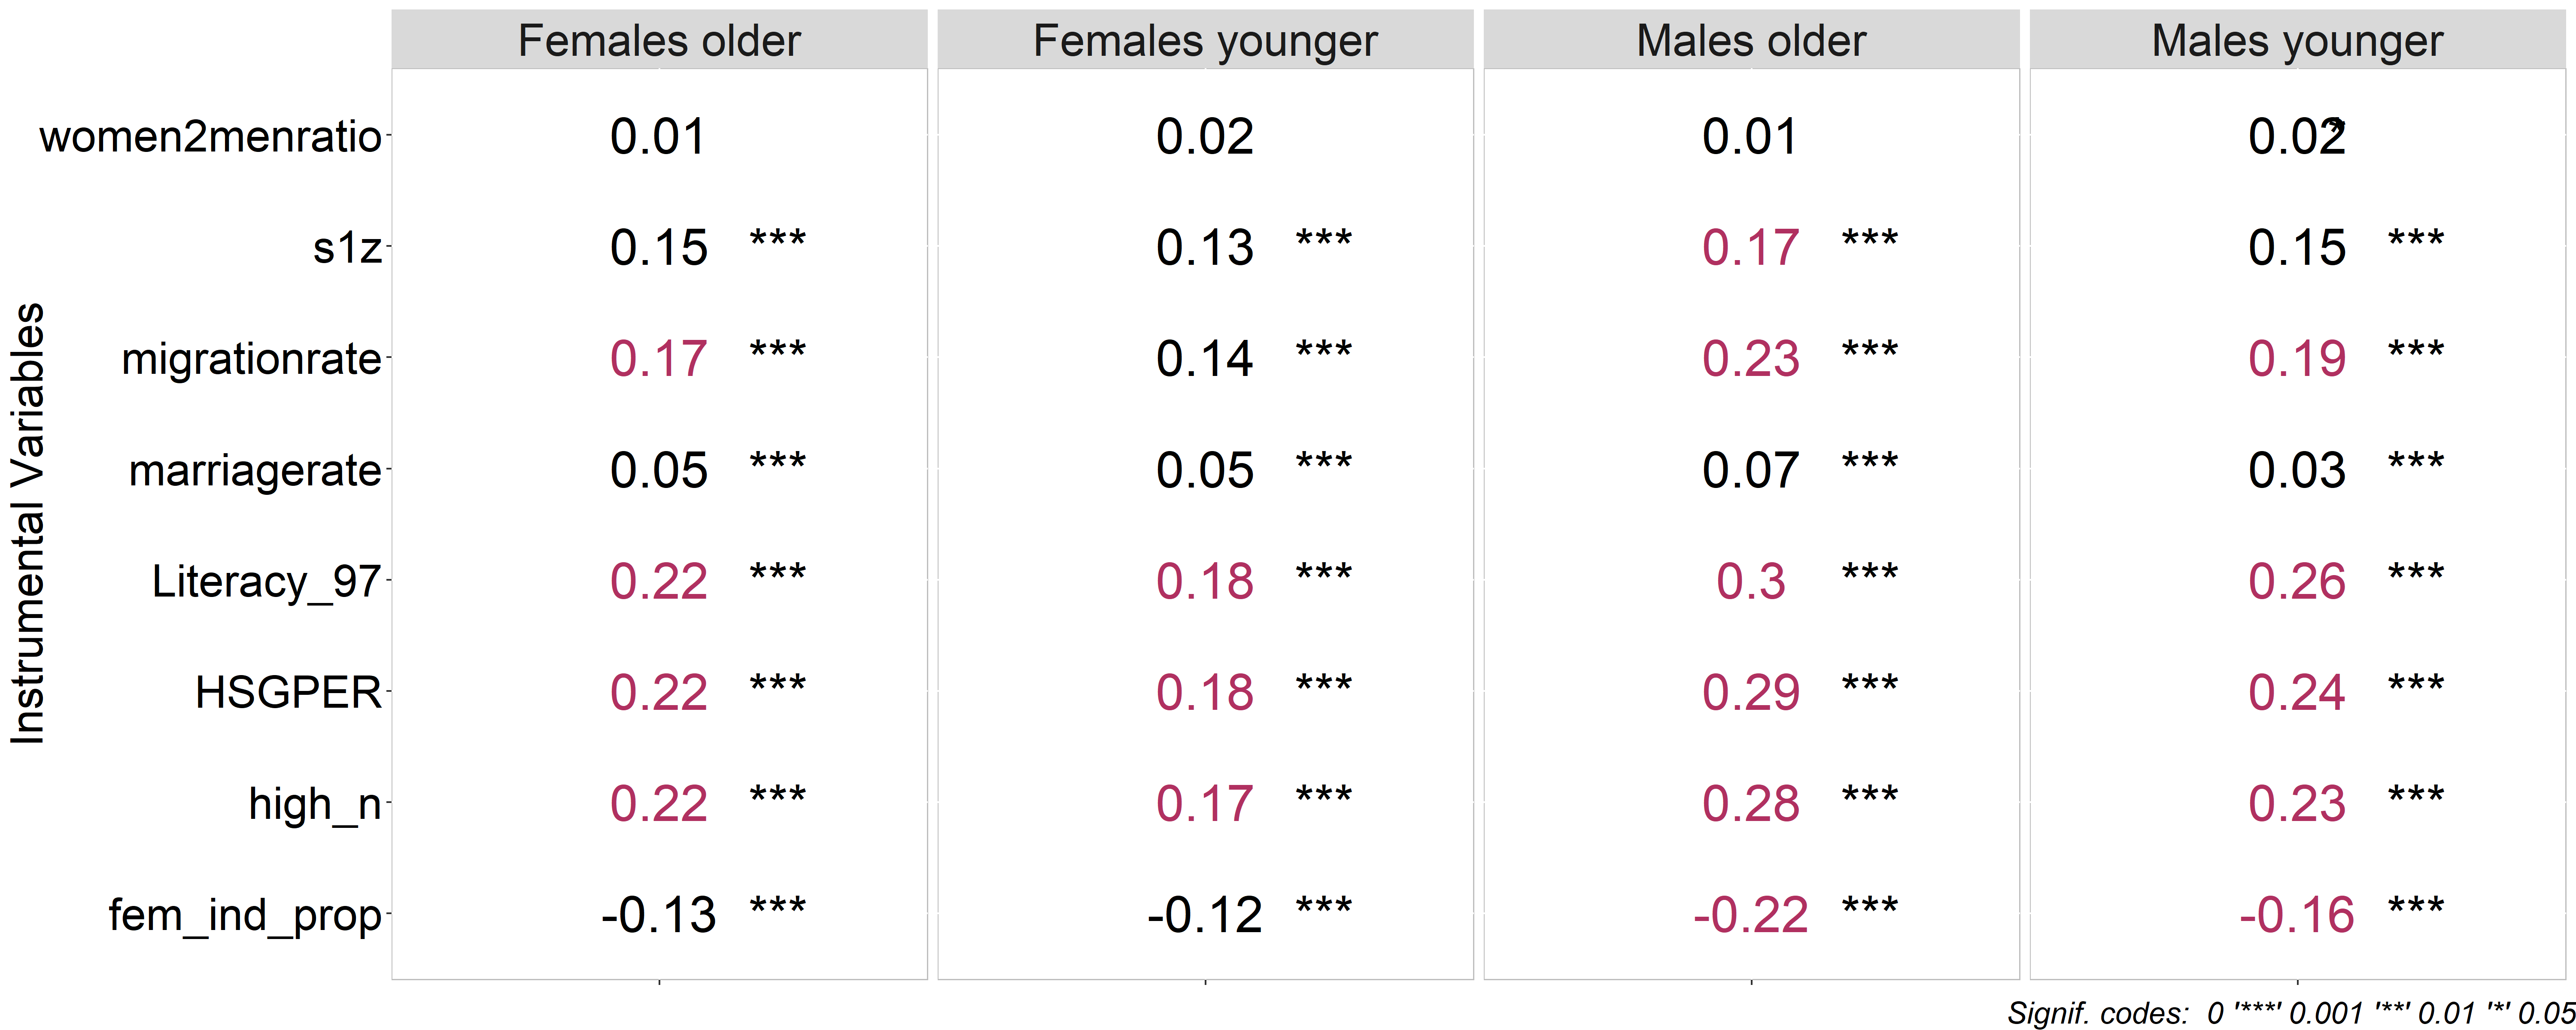 Females older Females younger Males older Males younger
women2menratio 0.01 0.02 0.01 0.02 *
s1z 0.15 *** 0.13 *** 0.17 *** 0.15 ***
migrationrate 0.17 *** 0.14 *** 0.23 *** 0.19 ***
marriagerate 0.05 *** 0.05 *** 0.07 *** 0.03 ***
Literacy_97 0.22 *** 0.18 *** 0.3 *** 0.26 ***
HSGPER 0.22 *** 0.18 *** 0.29 *** 0.24 ***
high_n 0.22 *** 0.17 *** 0.28 *** 0.23 ***
fem_ind_prop -0.13 *** -0.12 *** -0.22 *** -0.16 ***
Instrumental Variables
Signif. codes: 0 '***' 0.001 '**' 0.01 '*' 0.05